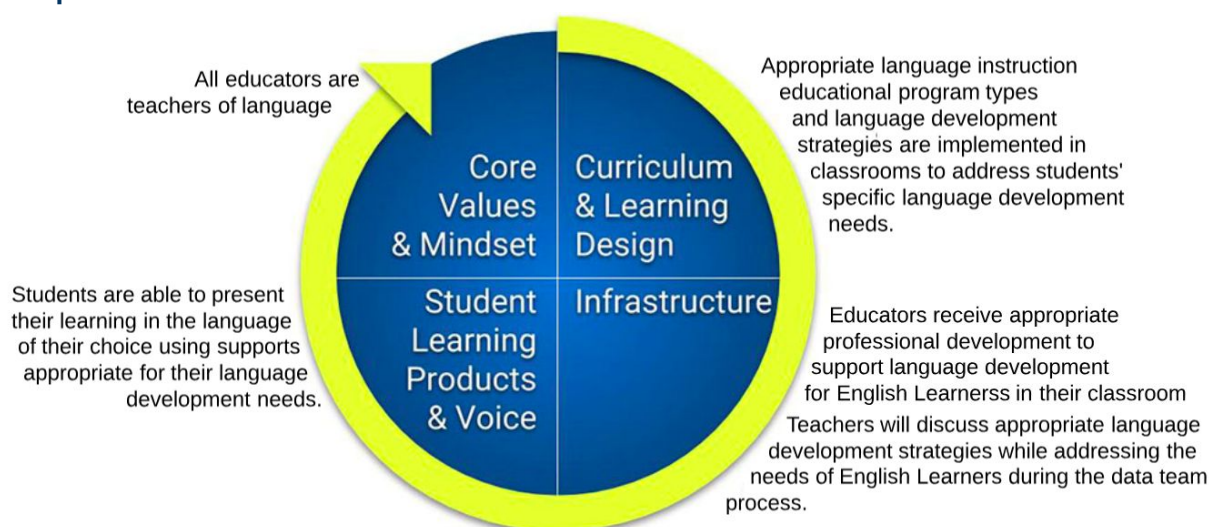 All educators are
teachers of language
Core
Values
& Mindset
Curriculum
& Learning
Design
Appropriate language instruction
educational program types
and language development
strategies are implemented in
classrooms to address students'
specific language development
needs.
Students are able to present
their learning in the language
of their choice using supports
appropriate for their language
development needs.
Student
Learning
Products
& Voice
Infrastructure
Educators receive appropriate
professional development to
support language development
for English Learnerss in their classroom
Teachers will discuss appropriate language
development strategies while addressing the
needs of English Learners during the data team
process.